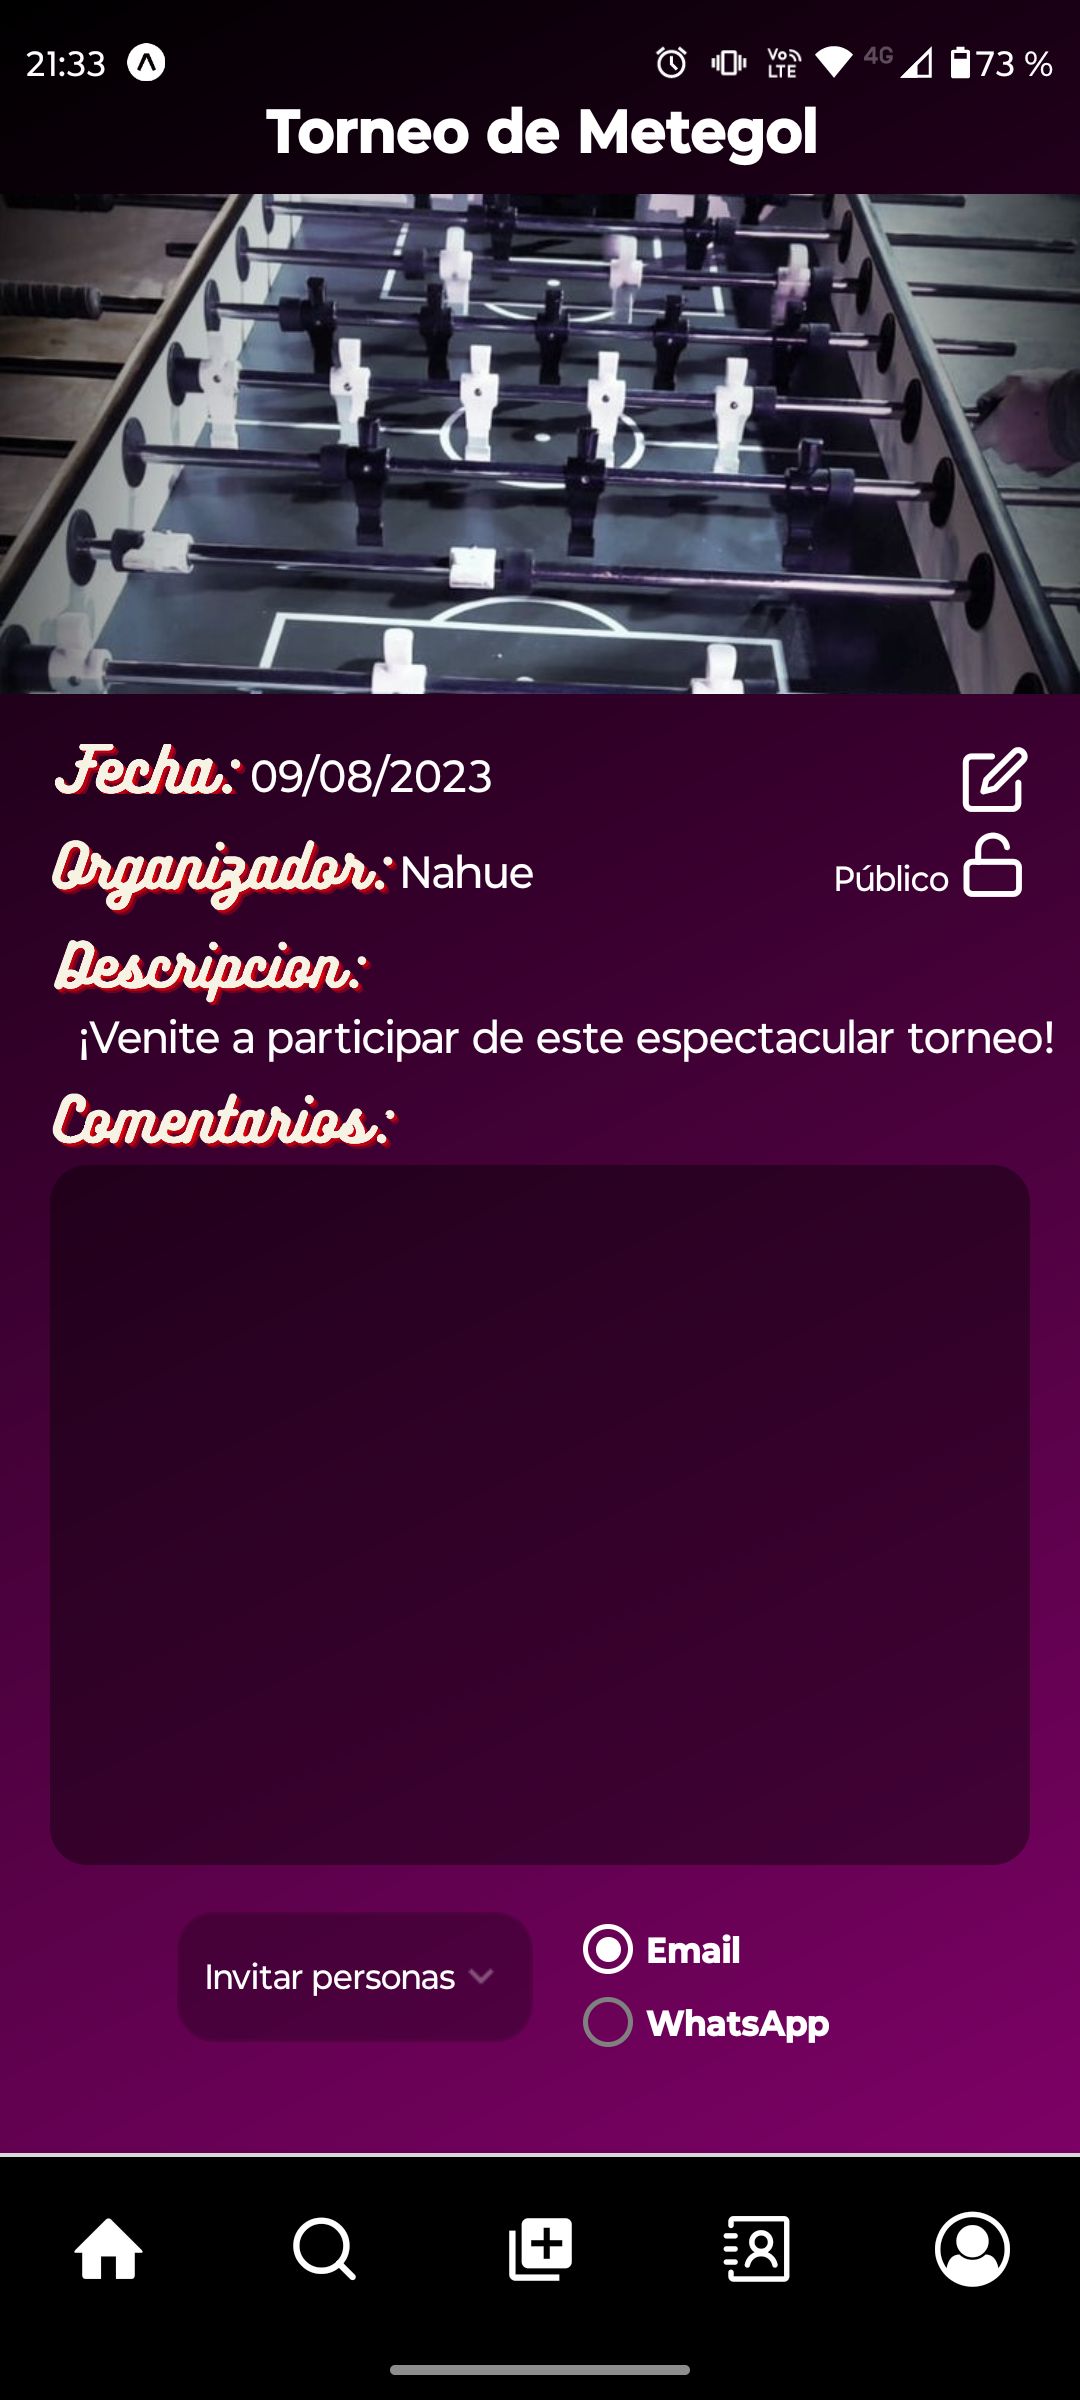 21:33 4G 73 %
Torneo de Metegol
Fecha: 09/08/2023
Organizador: Nahue
Público
Descripcion:
¡Venite a participar de este espectacular torneo!
Comentarios:
Invitar personas
Email
WhatsApp